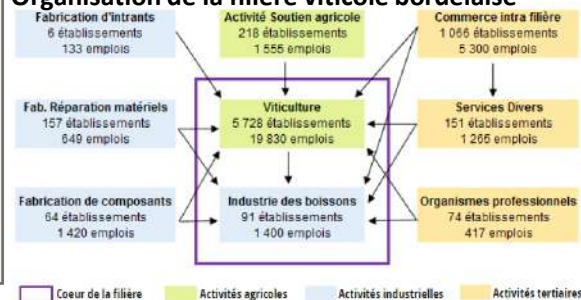 Organisation de la filière viticole bordelaise
Fabrication d'intrants
6 établissements
133 emplois
Activité Soutien agricole
218 établissements
1 555 emplois
Commerce intra filière
1 066 établissements
5 300 emplois
Fab. Réparation matériels
157 établissements
649 emplois
Viticulture
5 728 établissements
19 830 emplois
Services Divers
151 établissements
1 265 emplois
Fabrication de composants
64 établissements
1 420 emplois
Industrie des boissons
91 établissements
1 400 emplois
Organismes professionnels
74 établissements
417 emplois
Coeur de la filière
Activités agricoles
Activités industrielles
Activités tertiaires